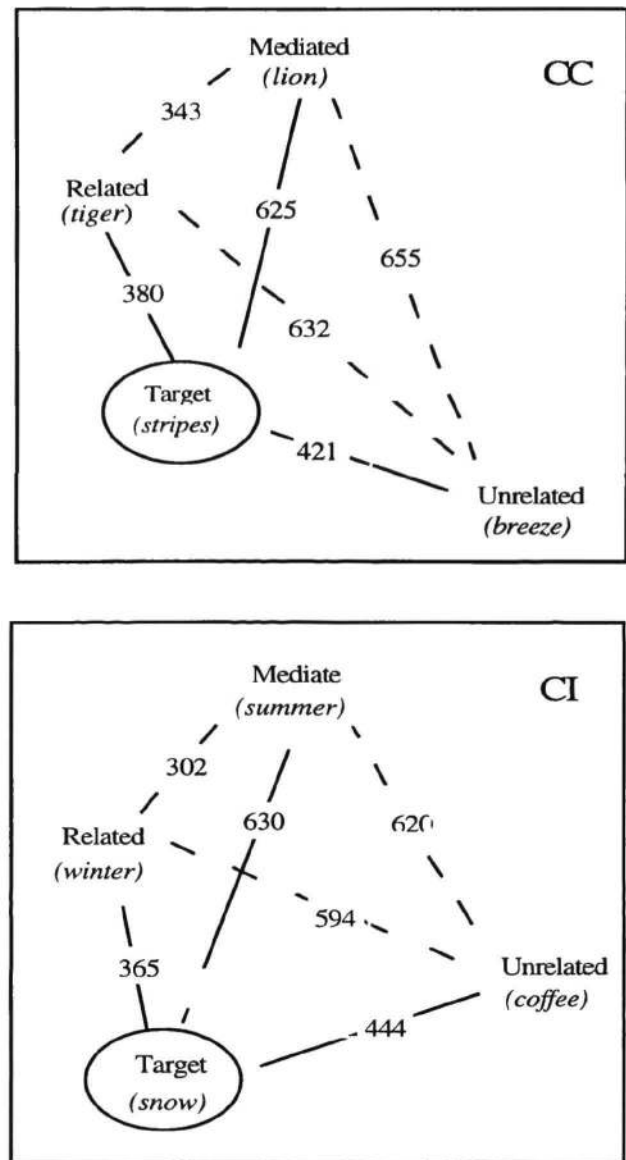 Mediated
(lion)
CC
343
Related
(tiger)
625
655
380
632
Target
(stripes)
421
Unrelated
(breeze)
Mediate
(summer)
CI
302
630
620
Related
(winter)
594
365
Unrelated
(coffee)
444
Target
(snow)